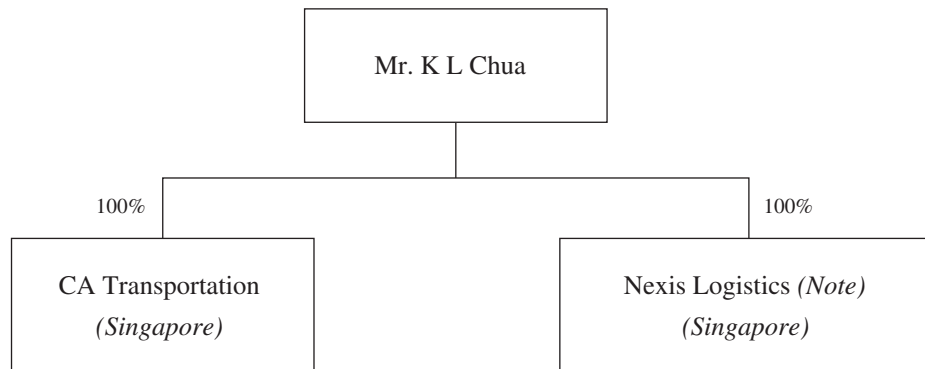 Mr. K L Chua
100%
100%
CA Transportation
(Singapore)
Nexis Logistics (Note)
(Singapore)